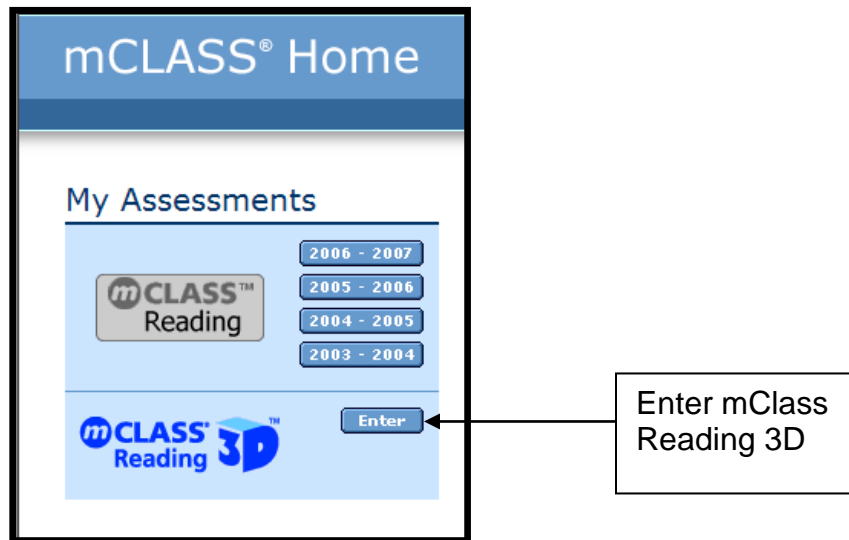 mCLASS® Home
My Assessments
2006 - 2007
2005 - 2006
2004 - 2005
2003 - 2004
mCLASS™
Reading
Enter
mCLASS®
Reading 3D™
Enter mClass
Reading 3D